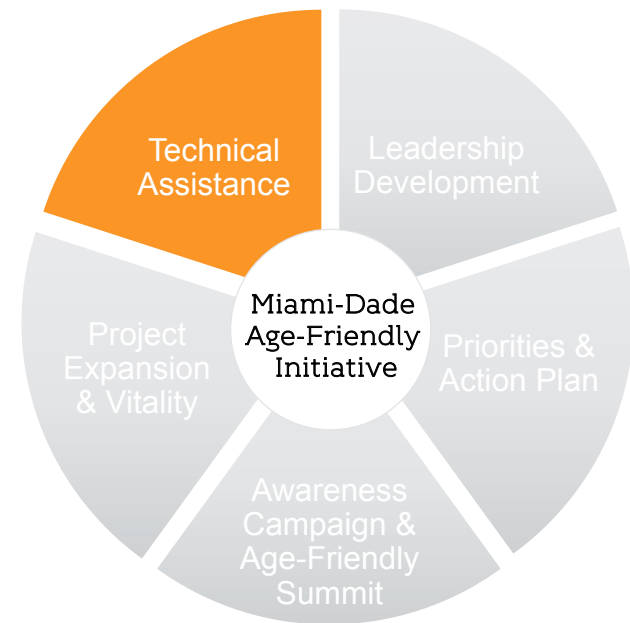 Technical
Assistance
Leadership
Development
Miami-Dade
Age-Friendly
Initiative
Project
Expansion
& Vitality
Priorities &
Action Plan
Awareness
Campaign &
Age-Friendly
Summit